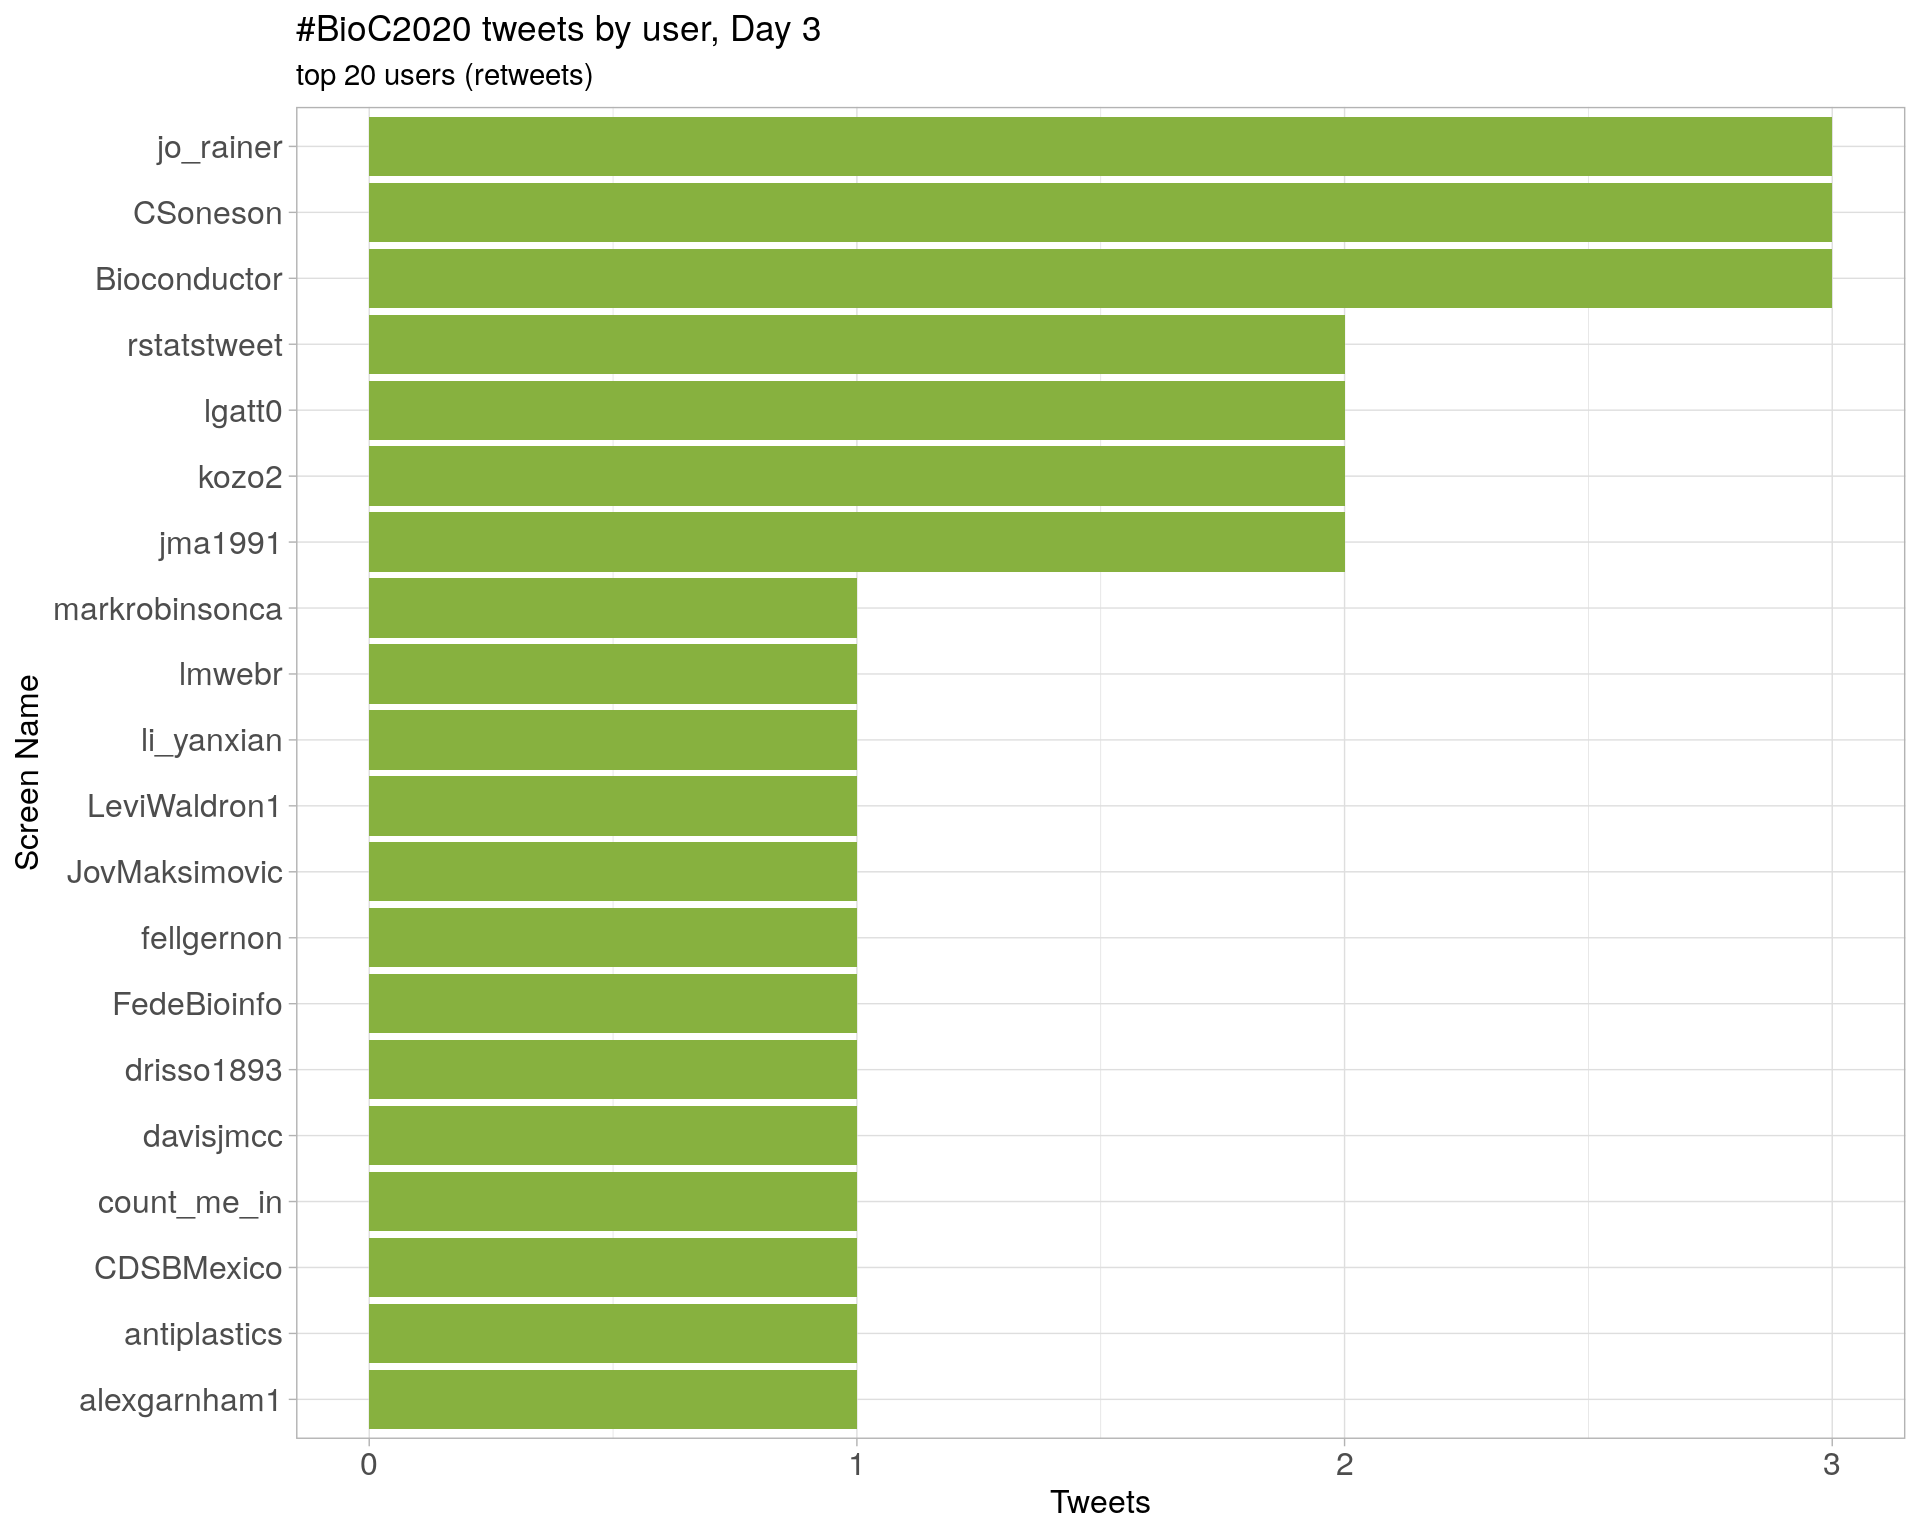 #BioC2020 tweets by user, Day 3
top 20 users (retweets)
jo_rainer
CSoneson
Bioconductor
rstatstweet
lgatt0
kozo2
jma1991
markrobinsonca
lmwebr
li_yanxian
LeviWaldron1
JovMaksimovic
fellgernon
FedeBioinfo
drisso1893
davisjmcc
count_me_in
CDSBMexico
antiplastics
alexgarnham1
Screen Name
0 1 2 3
Tweets